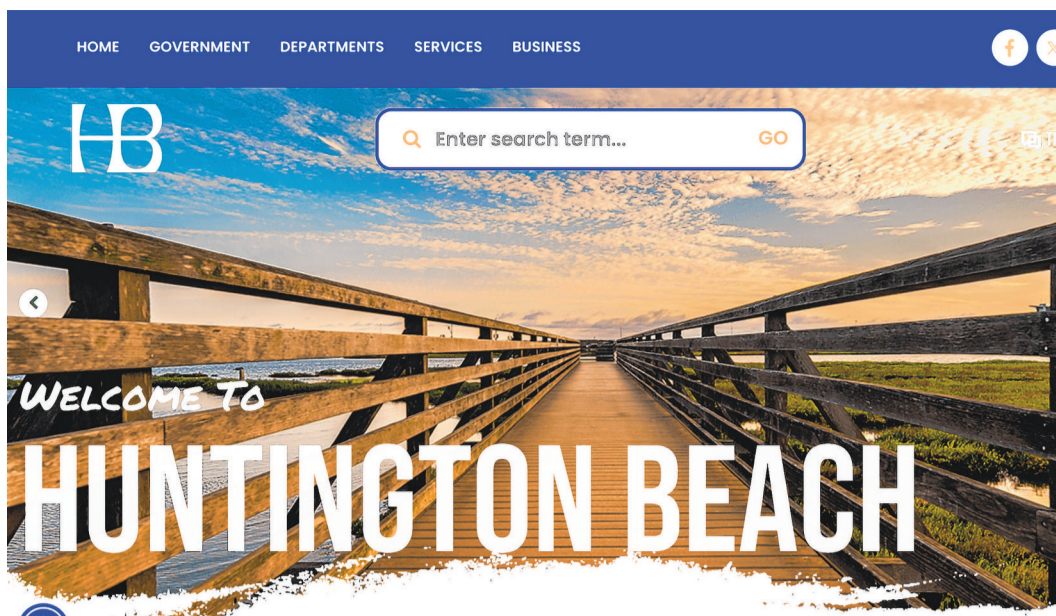 HOME GOVERNMENT DEPARTMENTS SERVICES BUSINESS
HB
Enter search term... GO
WELCOME TO
HUNTINGTON BEACH